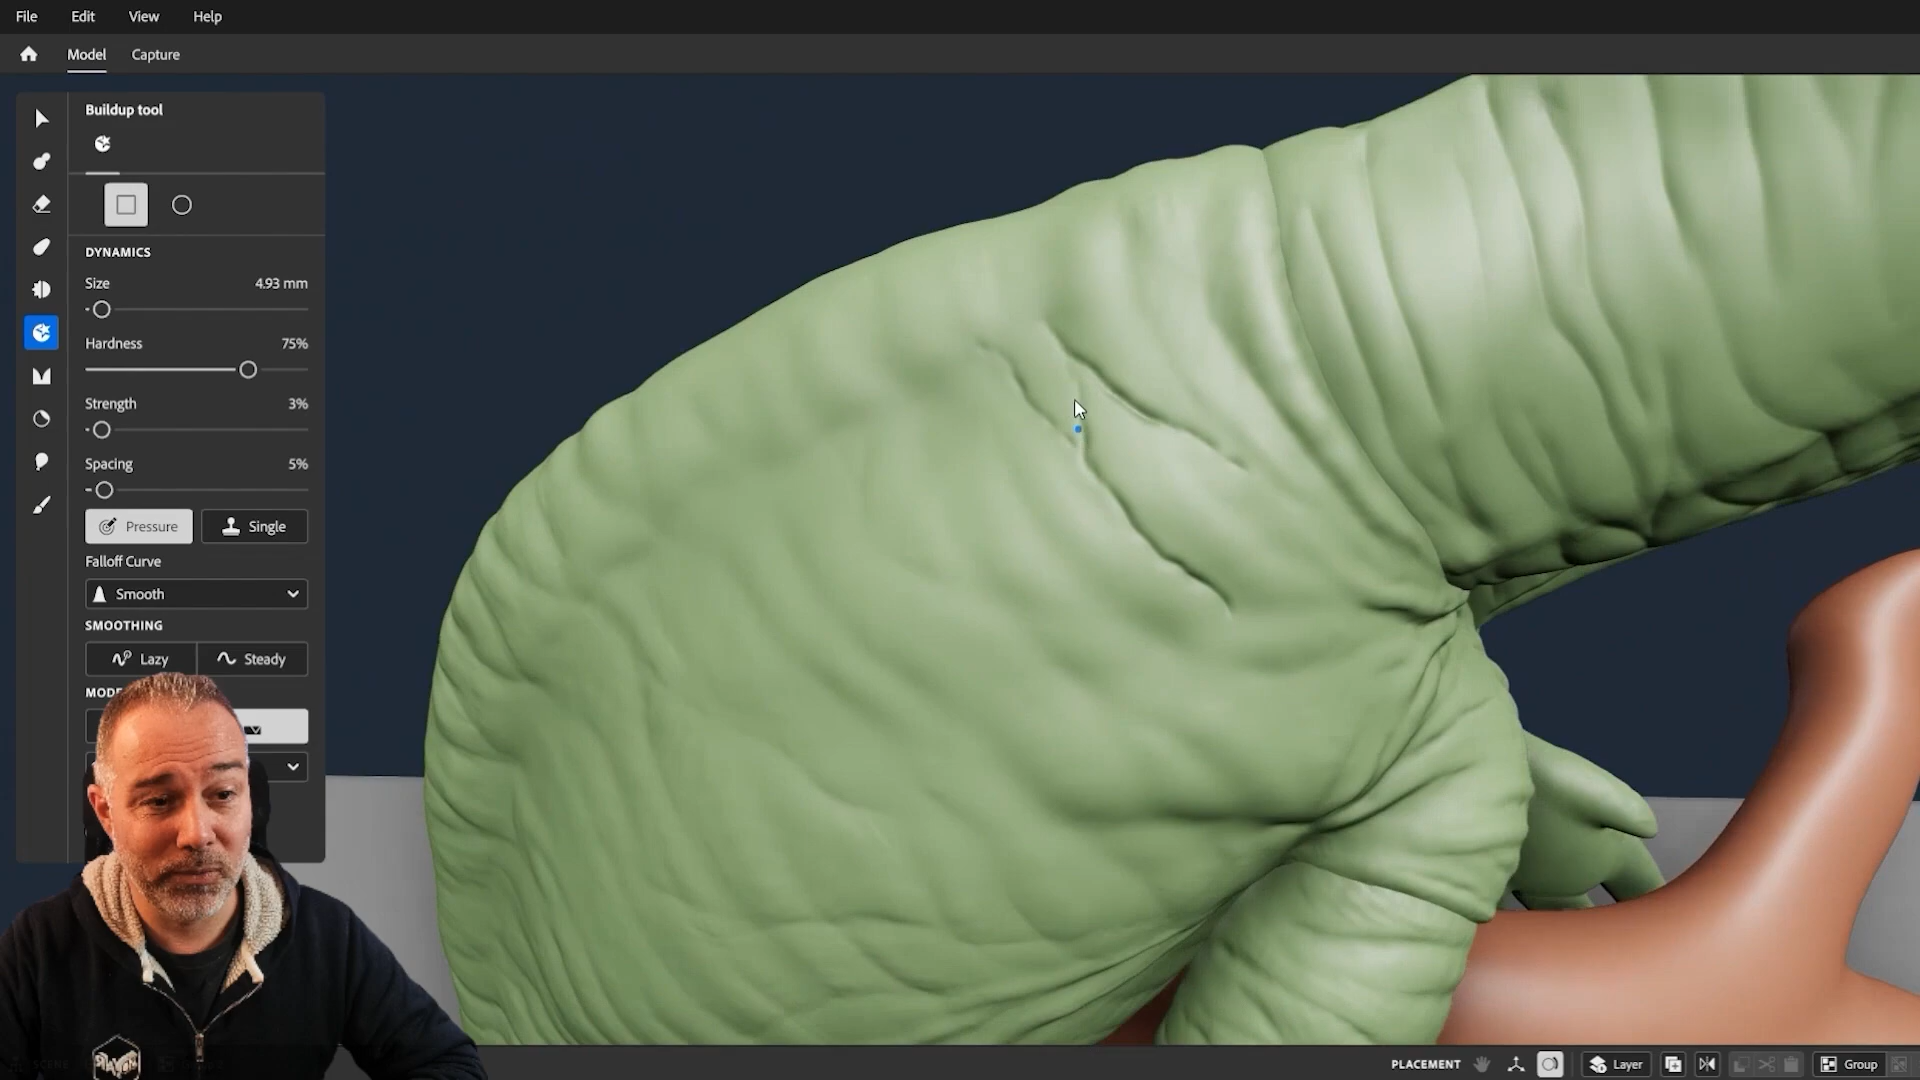 File Edit View Help
Model Capture
Buildup tool
DYNAMICS
Size 4.93 mm
Hardness 75%
Strength 3%
Spacing 5%
Pressure Single
Falloff Curve
Smooth
SMOOTHING
Lazy Steady
PLACEMENT Layer Group